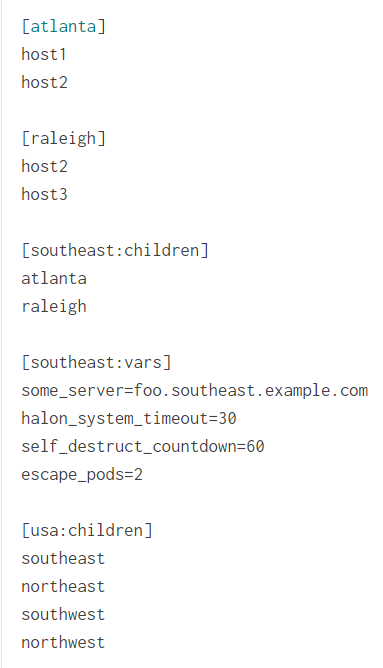 [atlanta]
host1
host2
[raleigh]
host2
host3
[southeast:children]
atlanta
raleigh
[southeast:vars]
some_server=foo.southeast.example.com
halon_system_timeout=30
self_destruct_countdown=60
escape_pods=2
[usa:children]
southeast
northeast
southwest
northwest